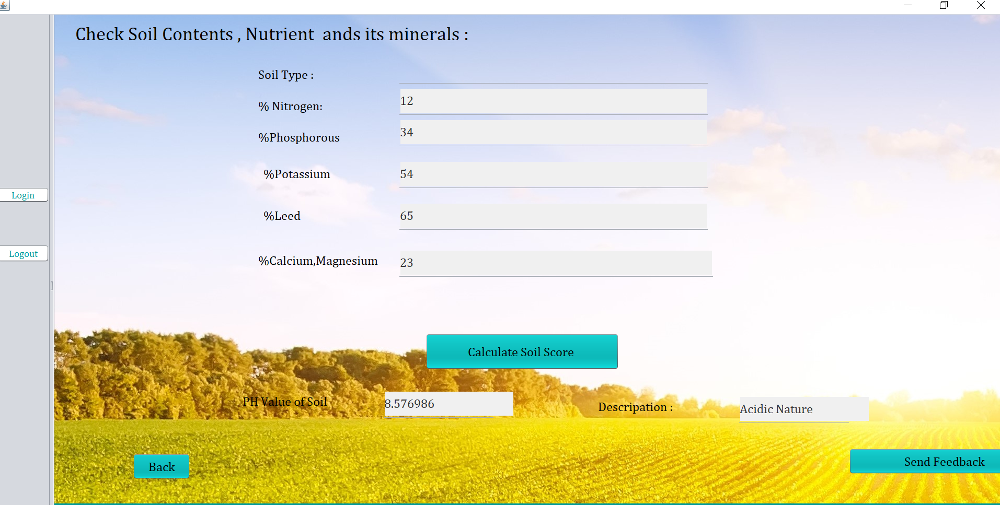 Check Soil Contents , Nutrient  ands its minerals :
Soil Type :
% Nitrogen:
12
%Phosphorous
34
%Potassium
54
Login
%Leed
65
Logout
%Calcium,Magnesium
23
Calculate Soil Score
PH Value of Soil
8.576986
Descripation :
Acidic Nature
Back
Send Feedback